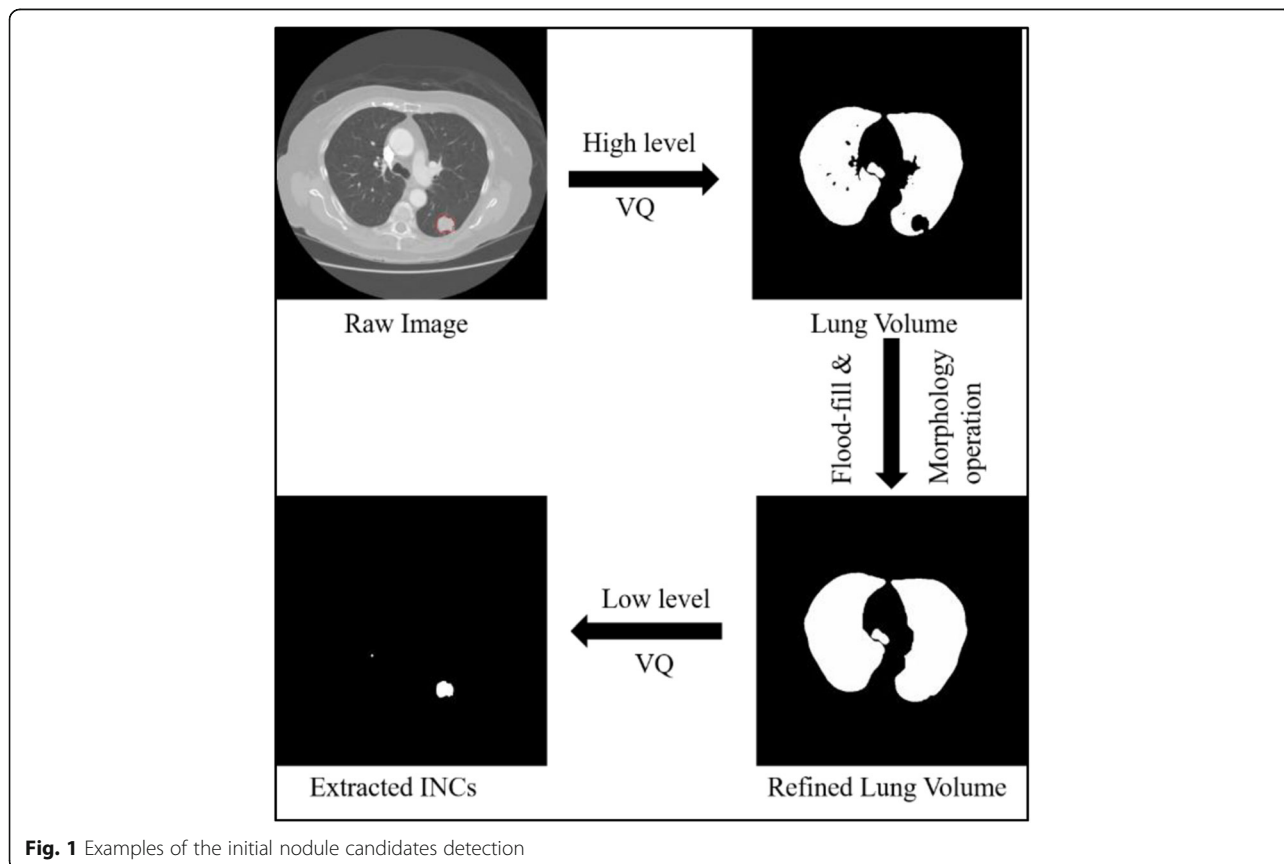 High level
VQ
Raw Image
Lung Volume
Flood-fill &
Morphology
operation
Low level
VQ
Extracted INCs
Refined Lung Volume
Fig. 1 Examples of the initial nodule candidates detection